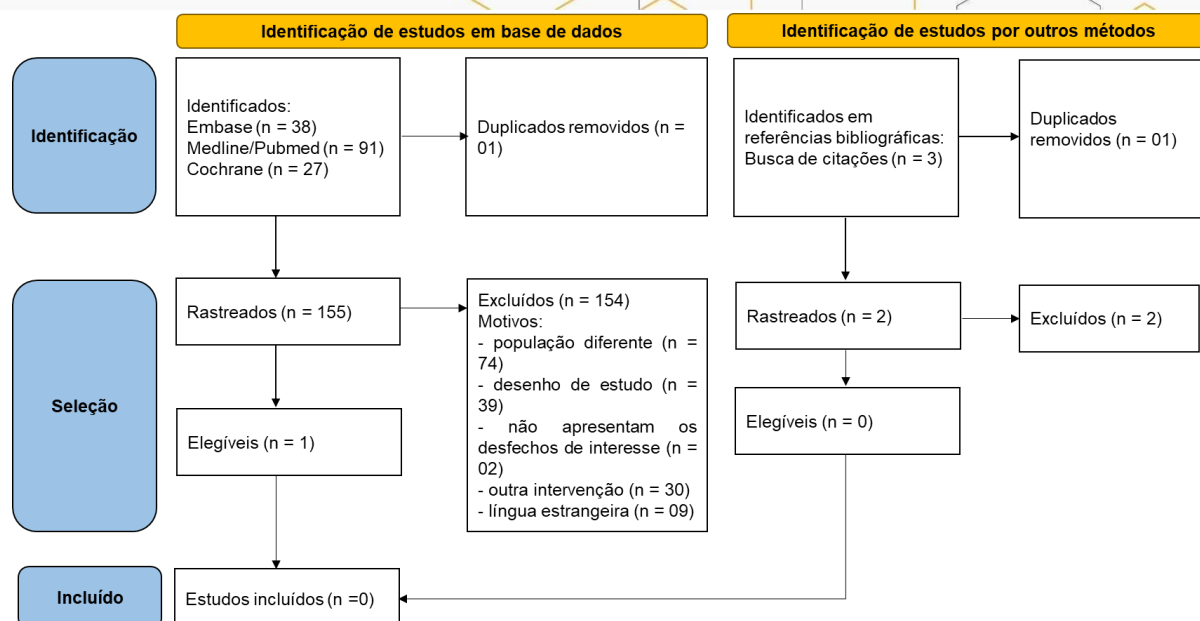 Identificação de estudos em base de dados
Identificação de estudos por outros métodos
Identificação
Identificados:
Embase (n = 38)
Medline/Pubmed (n = 91)
Cochrane (n = 27)
Duplicados removidos (n =
01)
Identificados em
referências bibliográficas:
Busca de citações (n = 3)
Duplicados
removidos (n = 01)
Seleção
Rastreados (n = 155)
Excluídos (n = 154)
Motivos:
- população diferente (n =
74)
- desenho de estudo (n =
39)
- não apresentam os
desfechos de interesse (n =
02)
- outra intervenção (n = 30)
- língua estrangeira (n = 09)
Rastreados (n = 2)
Excluídos (n = 2)
Elegíveis (n = 1)
Elegíveis (n = 0)
Incluído
Estudos incluídos (n =0)